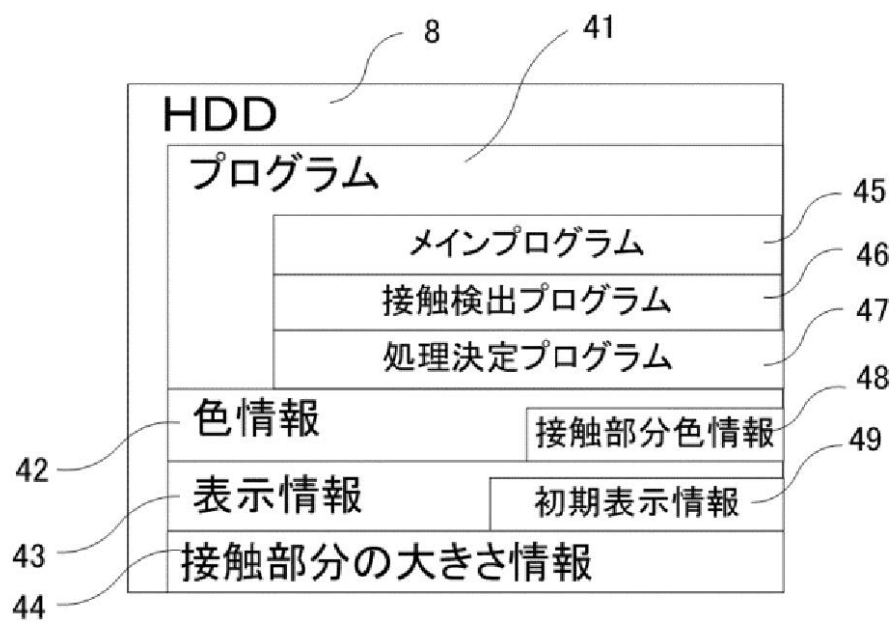 8
41
HDD
プログラム
45
メインプログラム
46
接触検出プログラム
47
処理決定プログラム
48
色情報
接触部分色情報
49
42
表示情報
初期表示情報
43
接触部分の大きさ情報
44